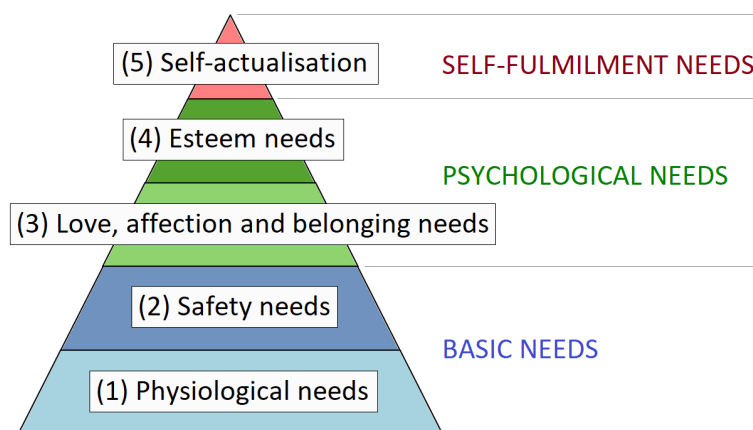 (5) Self-actualisation
SELF-FULMILMENT NEEDS
(4) Esteem needs
PSYCHOLOGICAL NEEDS
(3) Love, affection and belonging needs
(2) Safety needs
BASIC NEEDS
(1) Physiological needs